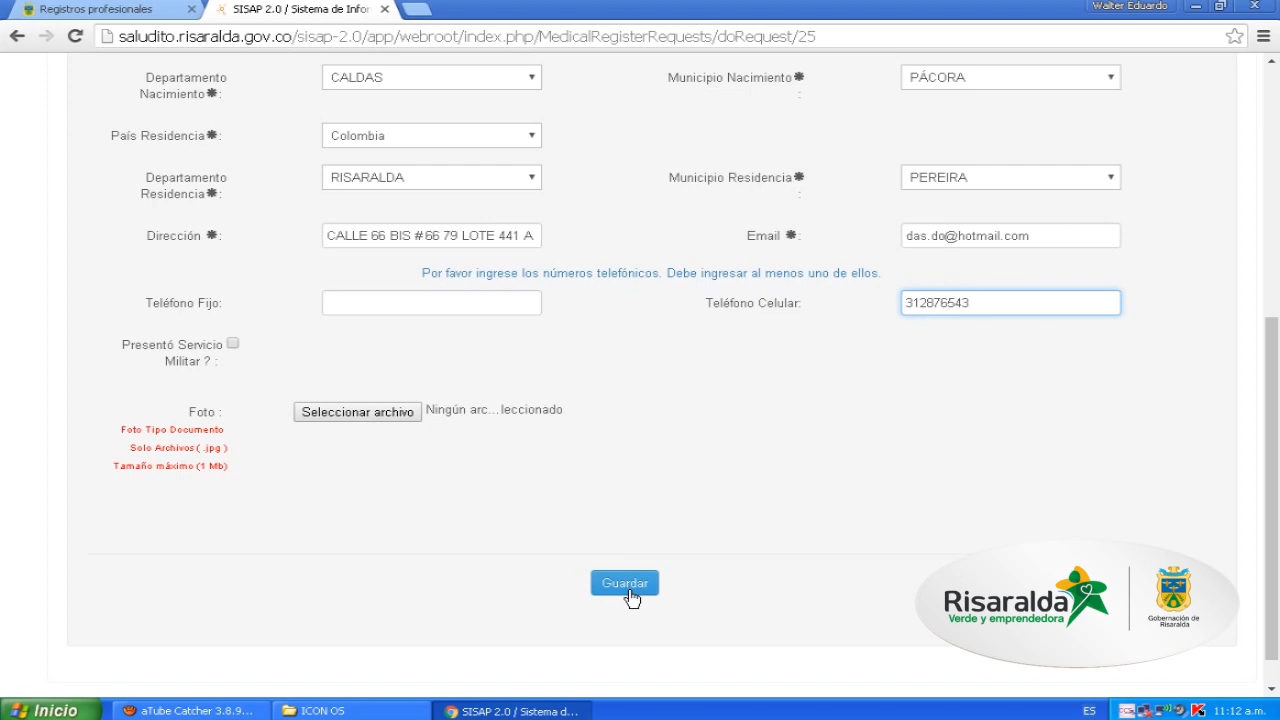 Registros profesionales
SISAP 2.0 / Sistema de Infor
Walter Eduardo
saludito.risaralda.gov.co/sisap-2.0/app/webroot/index.php/MedicalRegisterRequests/doRequest/25
Departamento
Nacimiento✱:
CALDAS
Municipio Nacimiento✱
:
PÁCORA
País Residencia✱:
Colombia
Departamento
Residencia✱:
RISARALDA
Municipio Residencia✱
:
PEREIRA
Dirección ✱:
CALLE 66 BIS #66 79 LOTE 441 A
Email ✱:
das.do@hotmail.com
Por favor ingrese los números telefónicos. Debe ingresar al menos uno de ellos.
Teléfono Fijo:
Teléfono Celular:
312876543
Presentó Servicio
Militar ? :
Foto :
Seleccionar archivo
Ningún arc...leccionado
Foto Tipo Documento
Solo Archivos ( .jpg )
Tamaño máximo (1 Mb)
Guardar
Risaralda
Verde y emprendedora
Gobernación de
Risaralda
Inicio
aTube Catcher 3.8.9...
ICON OS
SISAP 2.0 / Sistema d...
ES
11:12 a.m.